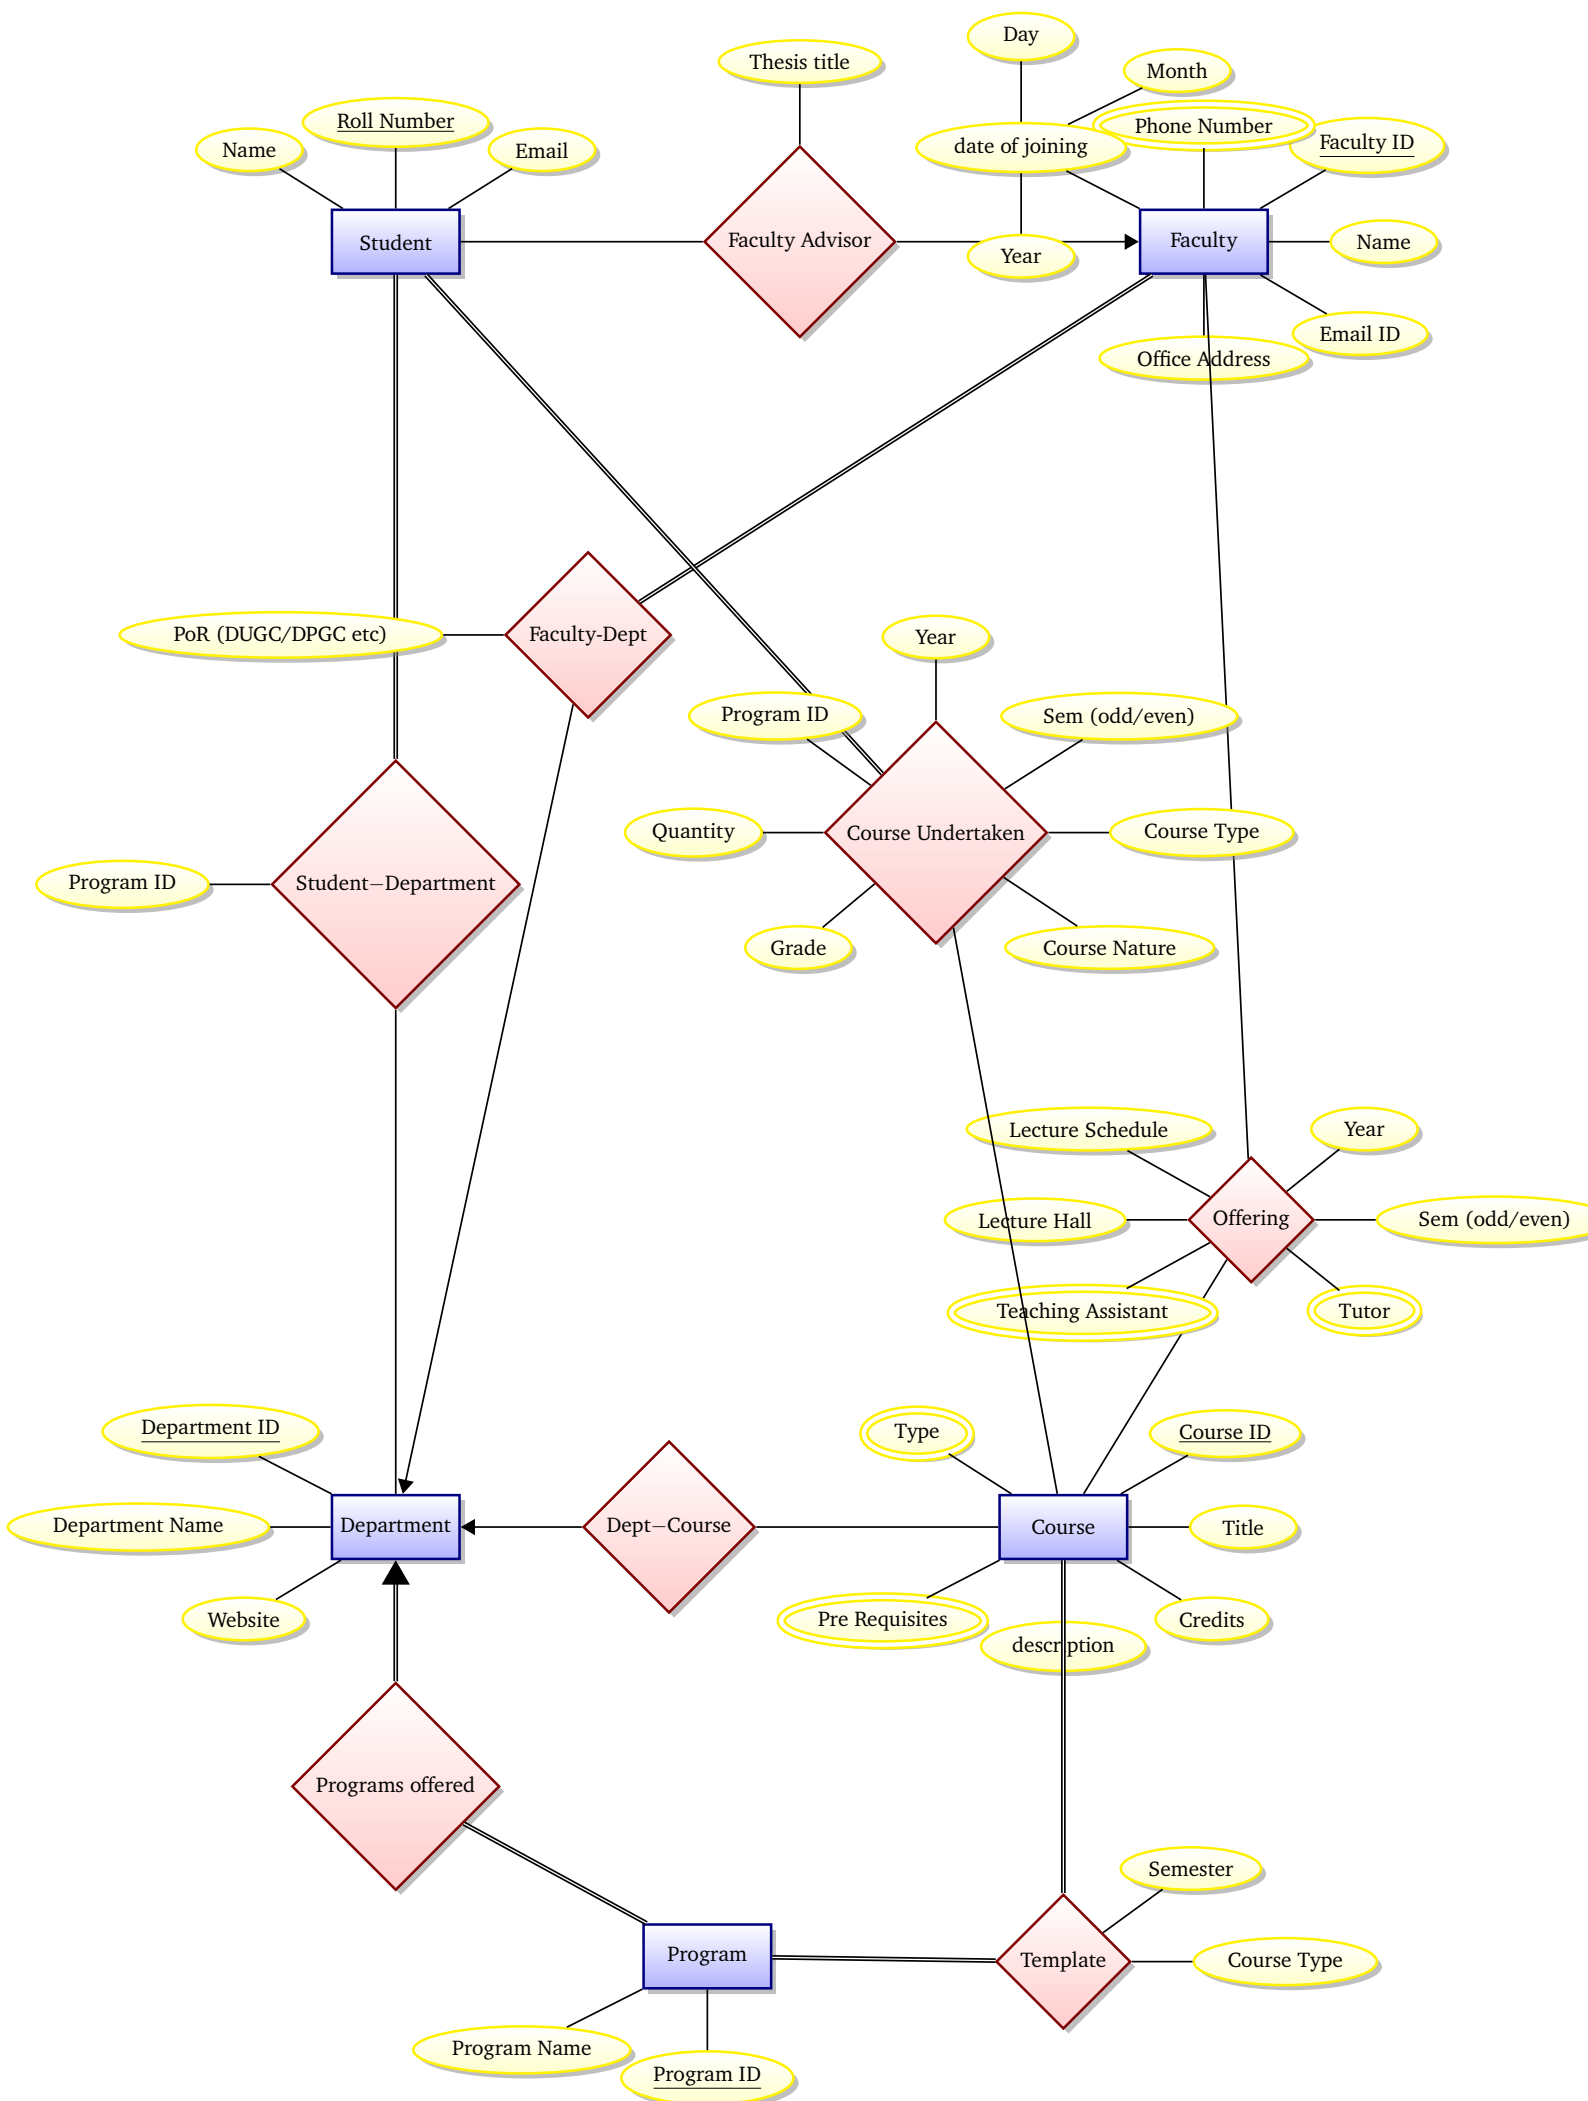 Day
Thesis title
Month
Roll Number
Phone Number
Faculty ID
Name
Email
date of joining
Student
Faculty Advisor
Faculty
Name
Year
Email ID
Office Address
PoR (DUGC/DPGC etc)
Faculty-Dept
Year
Program ID
Sem (odd/even)
Quantity
Course Undertaken
Course Type
Program ID
Student−Department
Grade
Course Nature
Lecture Schedule
Year
Lecture Hall
Offering
Sem (odd/even)
Teaching Assistant
Tutor
Department ID
Type
Course ID
Department Name
Department
Dept−Course
Course
Title
Website
Pre Requisites
Credits
description
Programs offered
Semester
Program
Template
Course Type
Program Name
Program ID